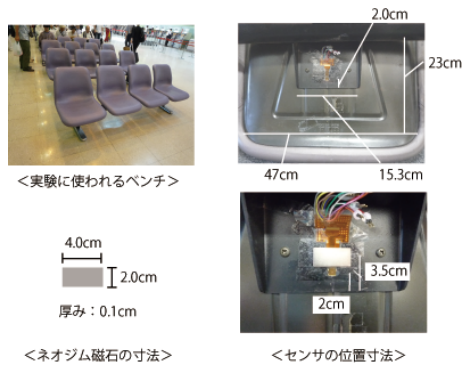 2.0cm
23cm
47cm
15.3cm
＜実験に使われるベンチ＞
4.0cm
2.0cm
厚み：0.1cm
3.5cm
2cm
＜ネオジム磁石の寸法＞
＜センサの位置寸法＞